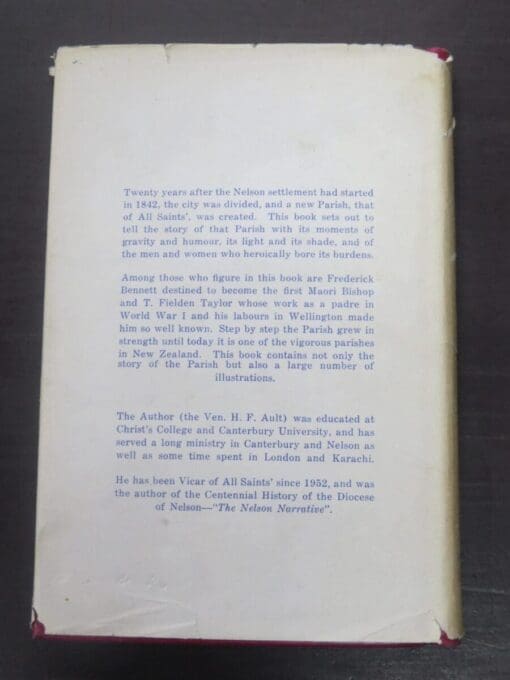 Twenty years after the Nelson settlement had started
in 1842, the city was divided, and a new Parish, that
of All Saints', was created. This book sets out to
tell the story of that Parish with its moments of
gravity and humour, its light and its shade, and of
the men and women who heroically bore its burdens.
Among those who figure in this book are Frederick
Bennett destined to become the first Maori Bishop
and T. Fielden Taylor whose work as a padre in
World War I and his labours in Wellington made
him so well known. Step by step the Parish grew in
strength until today it is one of the vigorous parishes
in New Zealand. This book contains not only the
story of the Parish but also a large number of
illustrations.
The Author (the Ven. H. F. Ault) was educated at
Christ's College and Canterbury University, and has
served a long ministry in Canterbury and Nelson as
well as some time spent in London and Karachi.
He has been Vicar of All Saints' since 1952, and was
the author of the Centennial History of the Diocese
of Nelson—"The Nelson Narrative".